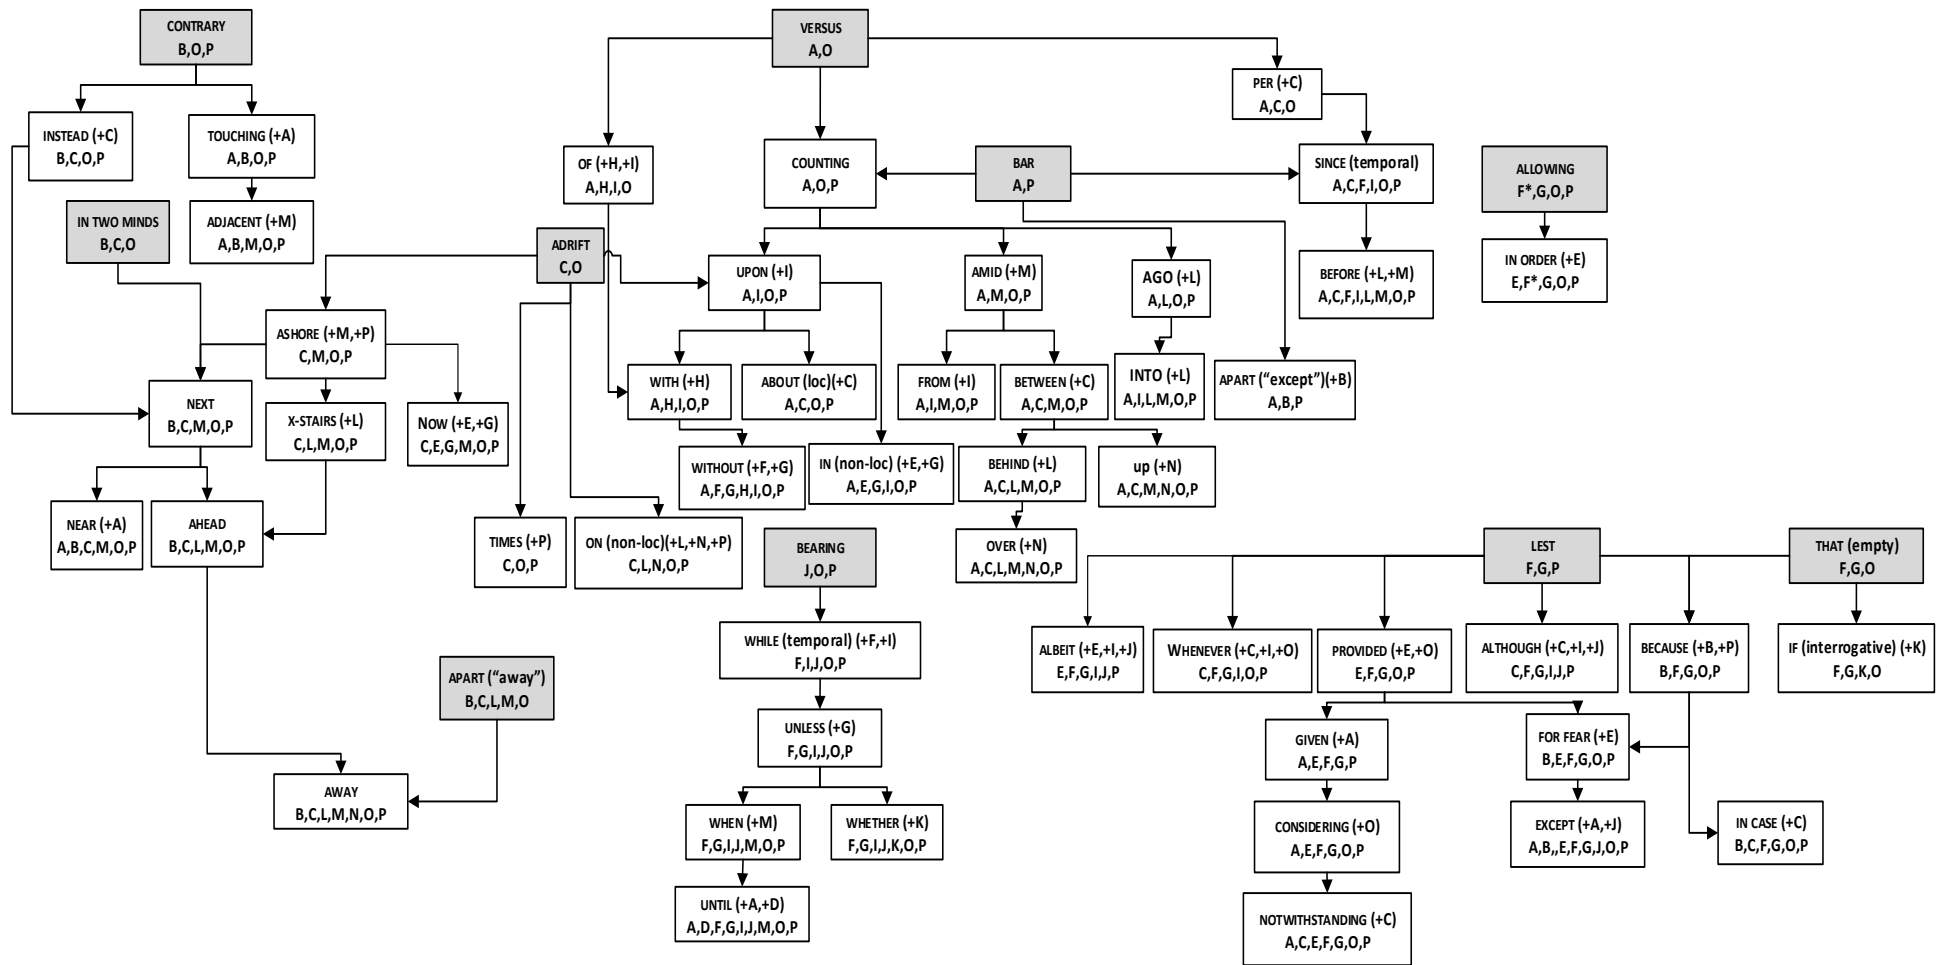 CONTRARY
B,O,P
VERSUS
A,O
PER (+C)
A,C,O
INSTEAD (+C)
B,C,O,P
TOUCHING (+A)
A,B,O,P
OF (+H,+I)
A,H,I,O
COUNTING
A,O,P
BAR
A,P
SINCE (temporal)
A,C,F,I,O,P
ALLOWING
F*,G,O,P
IN TWO MINDS
B,C,O
ADJACENT (+M)
A,B,M,O,P
ADRIFT
C,O
UPON (+I)
A,I,O,P
AMID (+M)
A,M,O,P
AGO (+L)
A,L,O,P
BEFORE (+L,+M)
A,C,F,I,L,M,O,P
IN ORDER (+E)
E,F*,G,O,P
ASHORE (+M,+P)
C,M,O,P
NEXT
B,C,M,O,P
X-STAIRS (+L)
C,L,M,O,P
NOW (+E,+G)
C,E,G,M,O,P
WITH (+H)
A,H,I,O,P
ABOUT (loc)(+C)
A,C,O,P
FROM (+I)
A,I,M,O,P
BETWEEN (+C)
A,C,M,O,P
INTO (+L)
A,I,L,M,O,P
APART (“except”)(+B)
A,B,P
WITHOUT (+F,+G)
A,F,G,H,I,O,P
IN (non-loc) (+E,+G)
A,E,G,I,O,P
BEHIND (+L)
A,C,L,M,O,P
up (+N)
A,C,M,N,O,P
NEAR (+A)
A,B,C,M,O,P
AHEAD
B,C,L,M,O,P
TIMES (+P)
C,O,P
ON (non-loc)(+L,+N,+P)
C,L,N,O,P
BEARING
J,O,P
OVER (+N)
A,C,L,M,N,O,P
LEST
F,G,P
THAT (empty)
F,G,O
WHILE (temporal) (+F,+I)
F,I,J,O,P
ALBEIT (+E,+I,+J)
E,F,G,I,J,P
WHENEVER (+C,+I,+O)
C,F,G,I,O,P
PROVIDED (+E,+O)
E,F,G,O,P
ALTHOUGH (+C,+I,+J)
C,F,G,I,J,P
BECAUSE (+B,+P)
B,F,G,O,P
IF (interrogative) (+K)
F,G,K,O
APART (“away”)
B,C,L,M,O
UNLESS (+G)
F,G,I,J,O,P
GIVEN (+A)
A,E,F,G,P
FOR FEAR (+E)
B,E,F,G,O,P
AWAY
B,C,L,M,N,O,P
WHEN (+M)
F,G,I,J,M,O,P
WHETHER (+K)
F,G,I,J,K,O,P
CONSIDERING (+O)
A,E,F,G,O,P
EXCEPT (+A,+J)
A,B,,E,F,G,J,O,P
IN CASE (+C)
B,C,F,G,O,P
UNTIL (+A,+D)
A,D,F,G,I,J,M,O,P
NOTWITHSTANDING (+C)
A,C,E,F,G,O,P